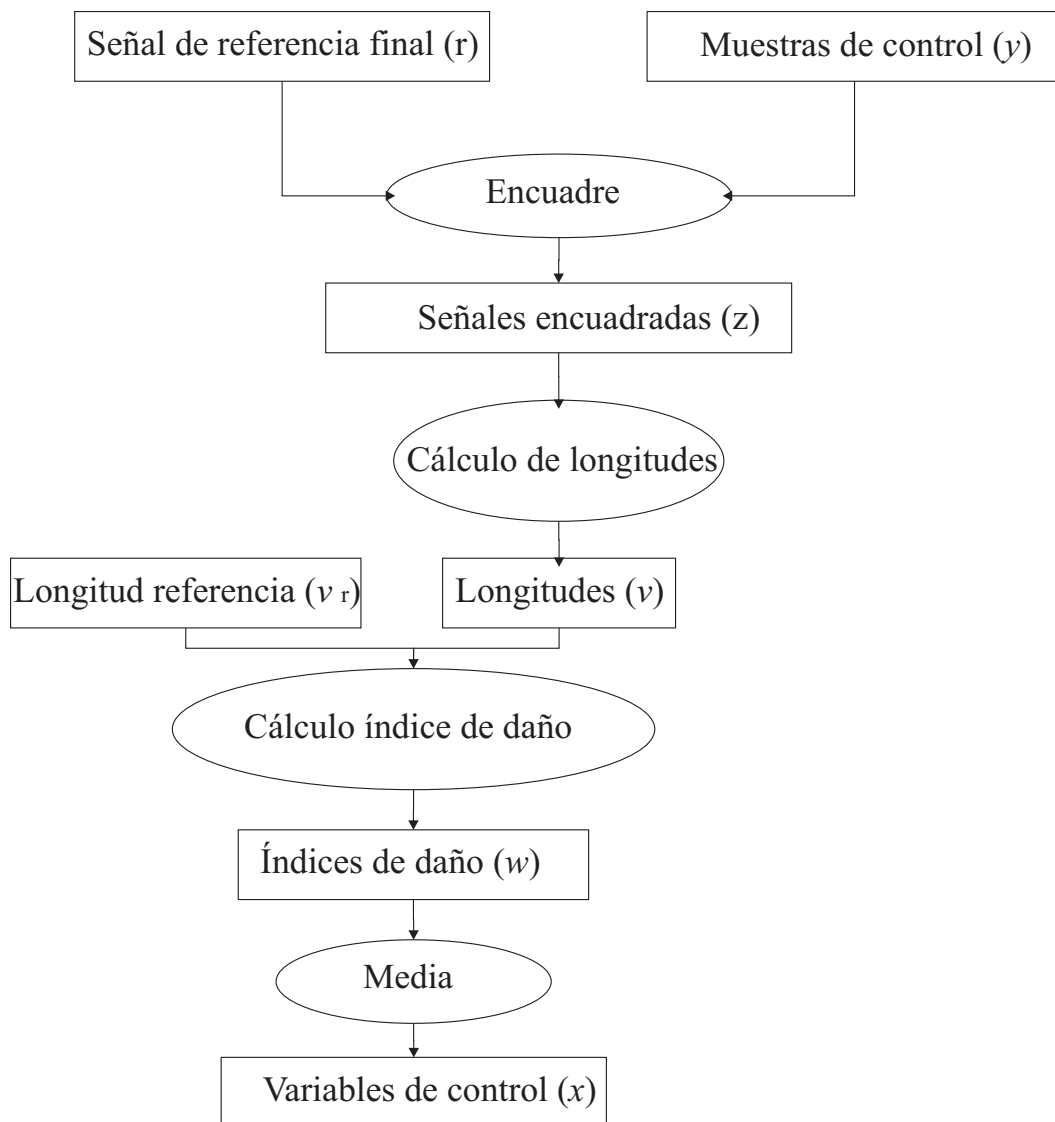 Señal de referencia final (r)
Muestras de control (y)
Encuadre
Señales encuadradas (z)
Cálculo de longitudes
Longitud referencia (v r)
Longitudes (v)
Cálculo índice de daño
Índices de daño (w)
Media
Variables de control (x)